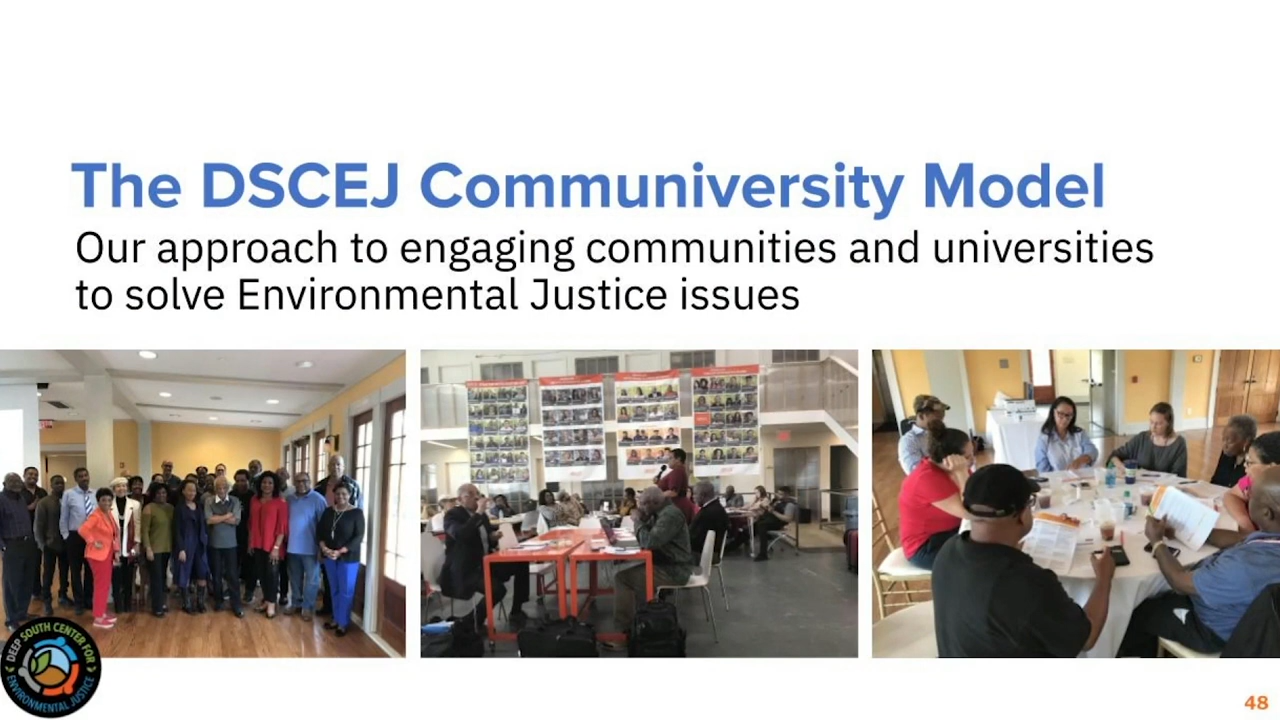 The DSCEJ Communiversity Model
Our approach to engaging communities and universities
to solve Environmental Justice issues
DEEP SOUTH CENTER FOR
ENVIRONMENTAL JUSTICE
48